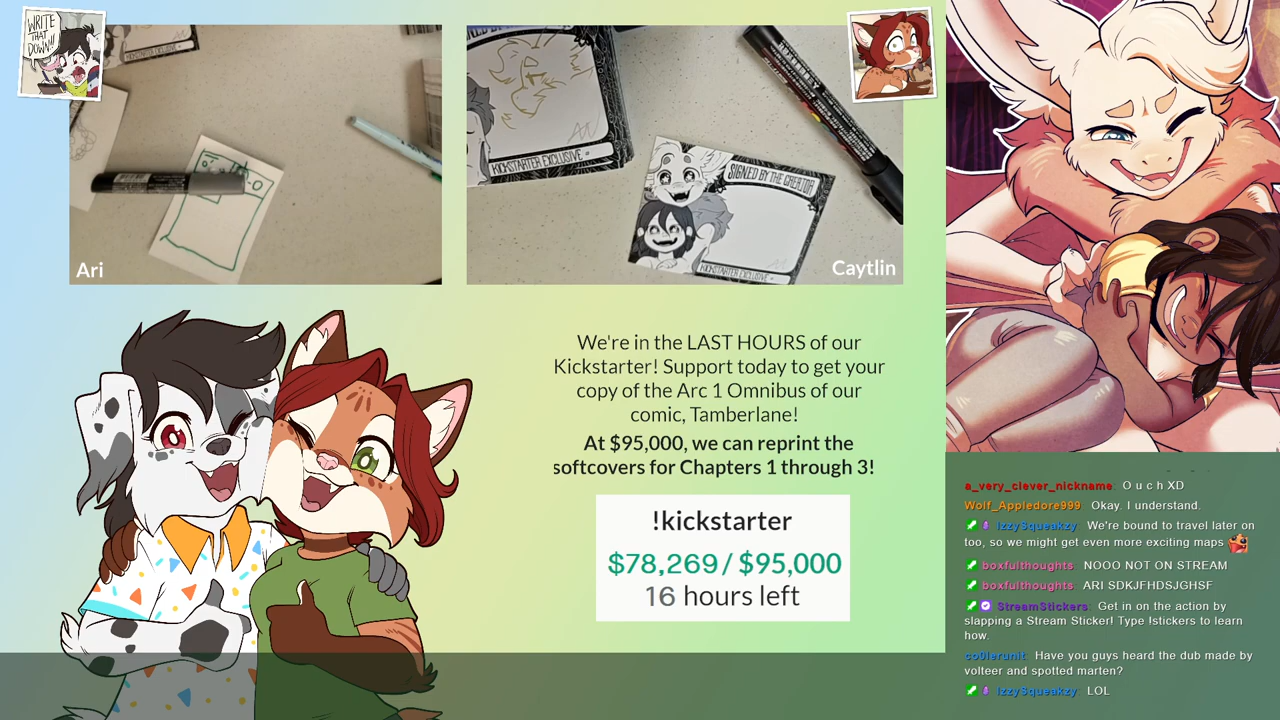 WRITE
THAT
DOWN!!!
KICKSTARTER EXCLUSIVE
SIGNED BY THE CREATOR
KICKSTARTER EXCLUSIVE
Ari
Caytlin
We're in the LAST HOURS of our
Kickstarter! Support today to get your
copy of the Arc 1 Omnibus of our
comic, Tamberlane!
At $95,000, we can reprint the
softcovers for Chapters 1 through 3!
!kickstarter
$78,269 / $95,000
16 hours left
a_very_clever_nickname: O u c h XD
Wolf_Appledore999: Okay. I understand.
IzzySqueakzy: We're bound to travel later on
too, so we might get even more exciting maps
boxfulthoughts: NOOO NOT ON STREAM
boxfulthoughts: ARI SDKJFHDSJGHSF
StreamStickers: Get in on the action by
slapping a Stream Sticker! Type !stickers to learn
how.
co0lerunit: Have you guys heard the dub made by
volteer and spotted marten?
IzzySqueakzy: LOL